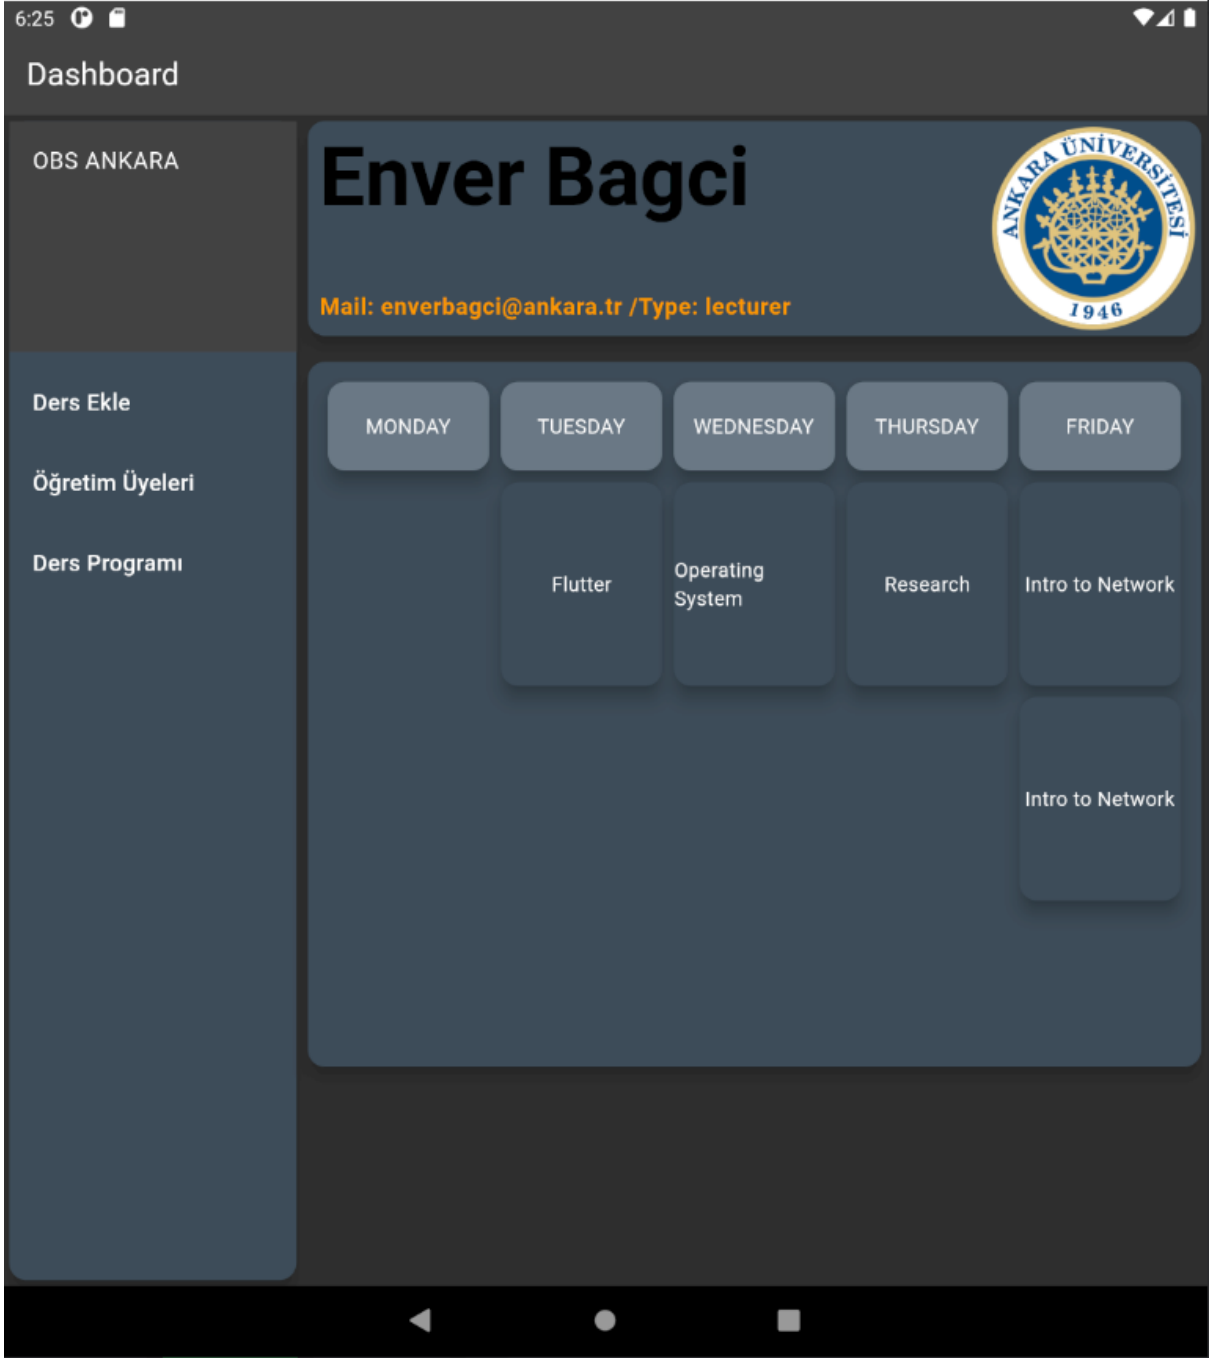 6:25
Dashboard
OBS ANKARA
Ders Ekle
Öğretim Üyeleri
Ders Programı
Enver Bagci
Mail: enverbagci@ankara.tr /Type: lecturer
ANKARA ÜNİVERSİTESİ
1946
MONDAY
TUESDAY
WEDNESDAY
THURSDAY
FRIDAY
Flutter
Operating
System
Research
Intro to Network
Intro to Network